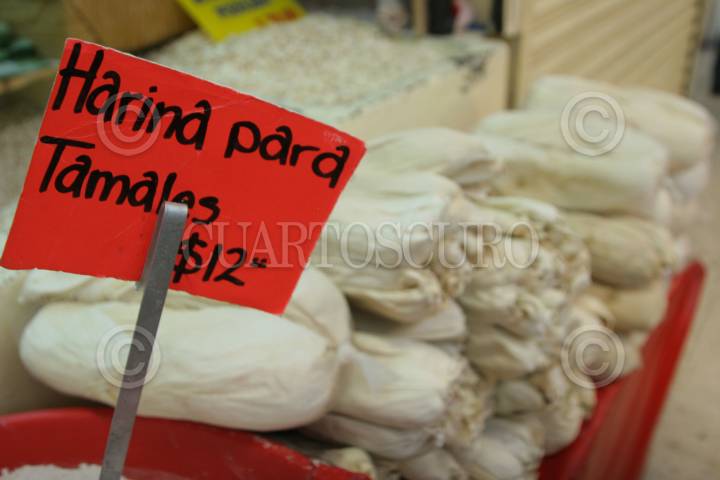 Harina para
Tamales
$12
CUARTOSCURO